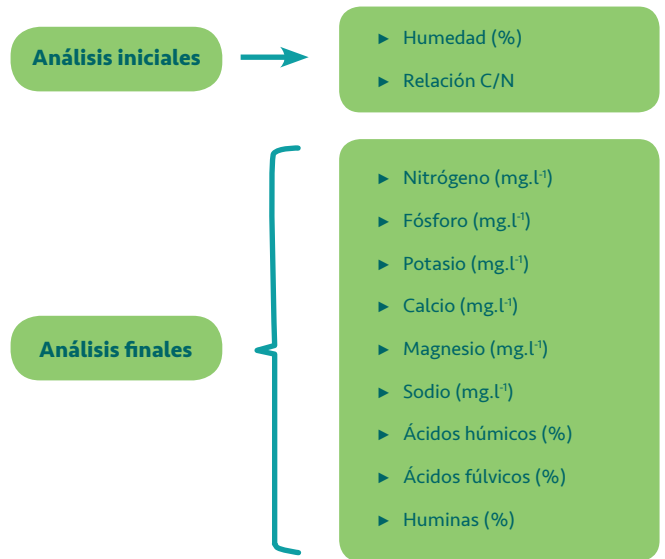 Análisis iniciales
► Humedad (%)
► Relación C/N
Análisis finales
► Nitrógeno (mg.l⁻¹)
► Fósforo (mg.l⁻¹)
► Potasio (mg.l⁻¹)
► Calcio (mg.l⁻¹)
► Magnesio (mg.l⁻¹)
► Sodio (mg.l⁻¹)
► Ácidos húmicos (%)
► Ácidos fúlvicos (%)
► Huminas (%)